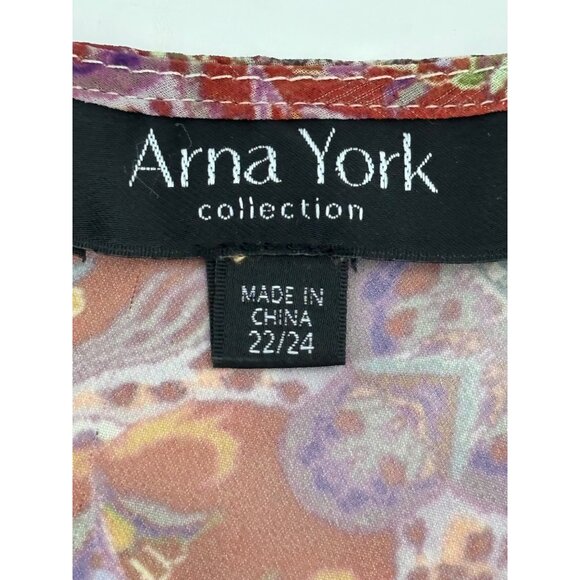 Arna York
collection
MADE IN
CHINA
22/24